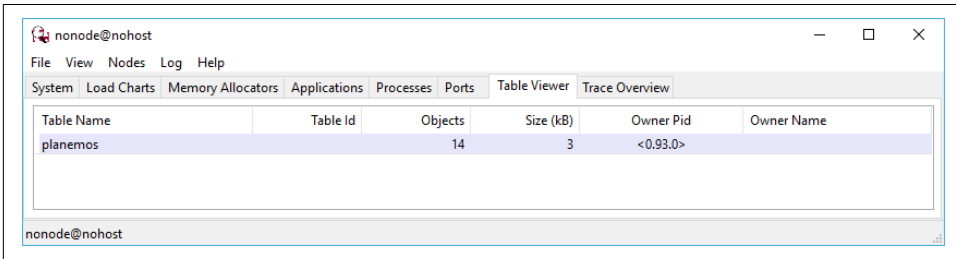 nonode@nohost
File View Nodes Log Help
System Load Charts Memory Allocators Applications Processes Ports Table Viewer Trace Overview
Table Name Table Id Objects Size (kB) Owner Pid Owner Name
planemos 14 3 <0.93.0>
nonode@nohost